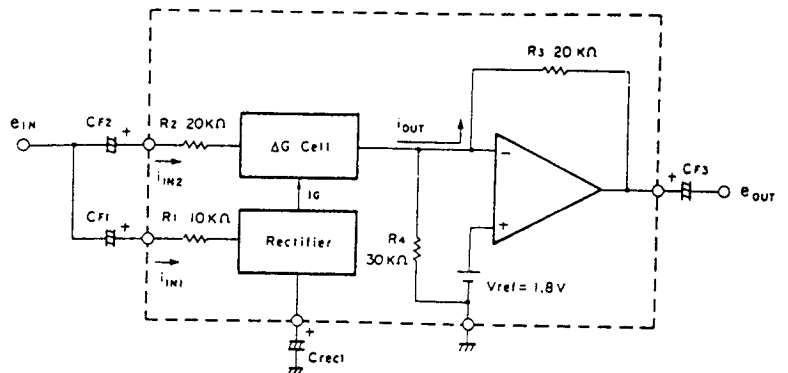 R3 20KΩ
eIN
CF2
+
R2 20KΩ
ΔG Cell
iOUT
−
+
CF3
eOUT
iIN2
IG
CF1
+
R1 10KΩ
Rectifier
R4
30KΩ
+
Vref = 1.8V
iIN1
+
Crect